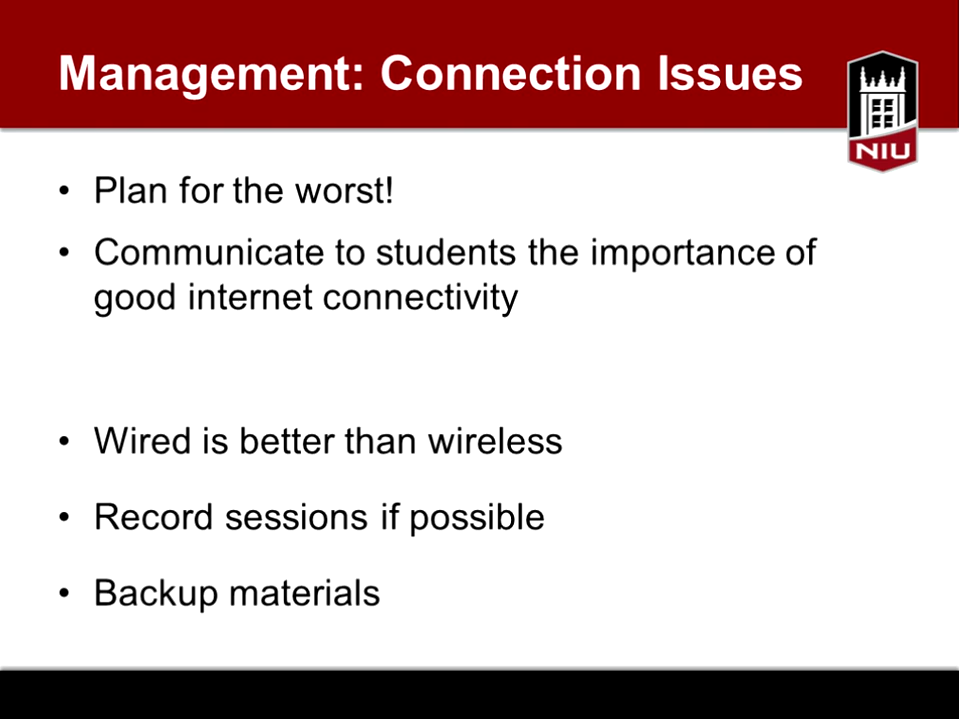 Management: Connection Issues
NIU
• Plan for the worst!
• Communicate to students the importance of
good internet connectivity
• Wired is better than wireless
• Record sessions if possible
• Backup materials